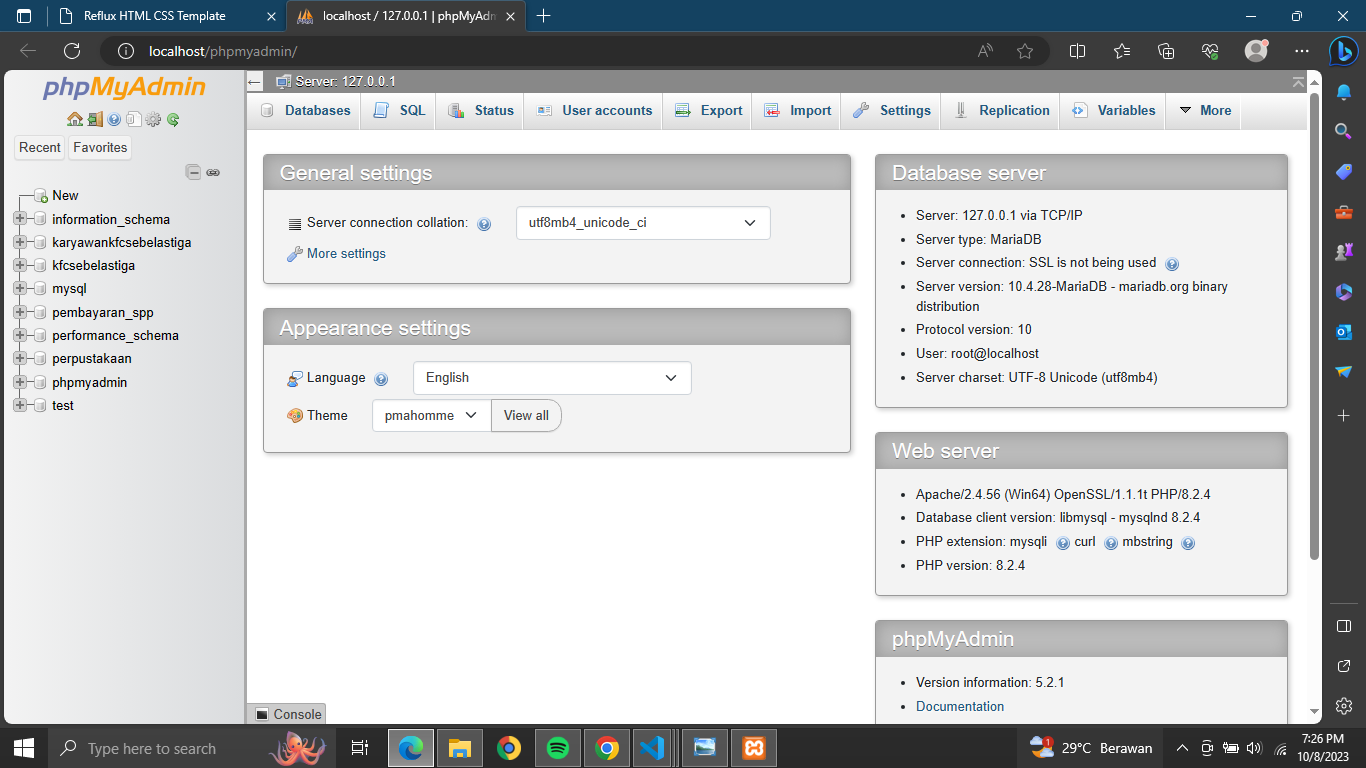 Reflux HTML CSS Template
localhost / 127.0.0.1 | phpMyAdm
localhost/phpmyadmin/
phpMyAdmin
Recent
Favorites
New
information_schema
karyawankfcsebelastiga
kfcsebelastiga
mysql
pembayaran_spp
performance_schema
perpustakaan
phpmyadmin
test
Server: 127.0.0.1
Databases
SQL
Status
User accounts
Export
Import
Settings
Replication
Variables
More
General settings
Server connection collation:
utf8mb4_unicode_ci
More settings
Appearance settings
Language
English
Theme
pmahomme
View all
Database server
Server: 127.0.0.1 via TCP/IP
Server type: MariaDB
Server connection: SSL is not being used
Server version: 10.4.28-MariaDB - mariadb.org binary
distribution
Protocol version: 10
User: root@localhost
Server charset: UTF-8 Unicode (utf8mb4)
Web server
Apache/2.4.56 (Win64) OpenSSL/1.1.1t PHP/8.2.4
Database client version: libmysql - mysqlnd 8.2.4
PHP extension: mysqli curl mbstring
PHP version: 8.2.4
phpMyAdmin
Version information: 5.2.1
Documentation
Console
Type here to search
1
29°C Berawan
7:26 PM
10/8/2023